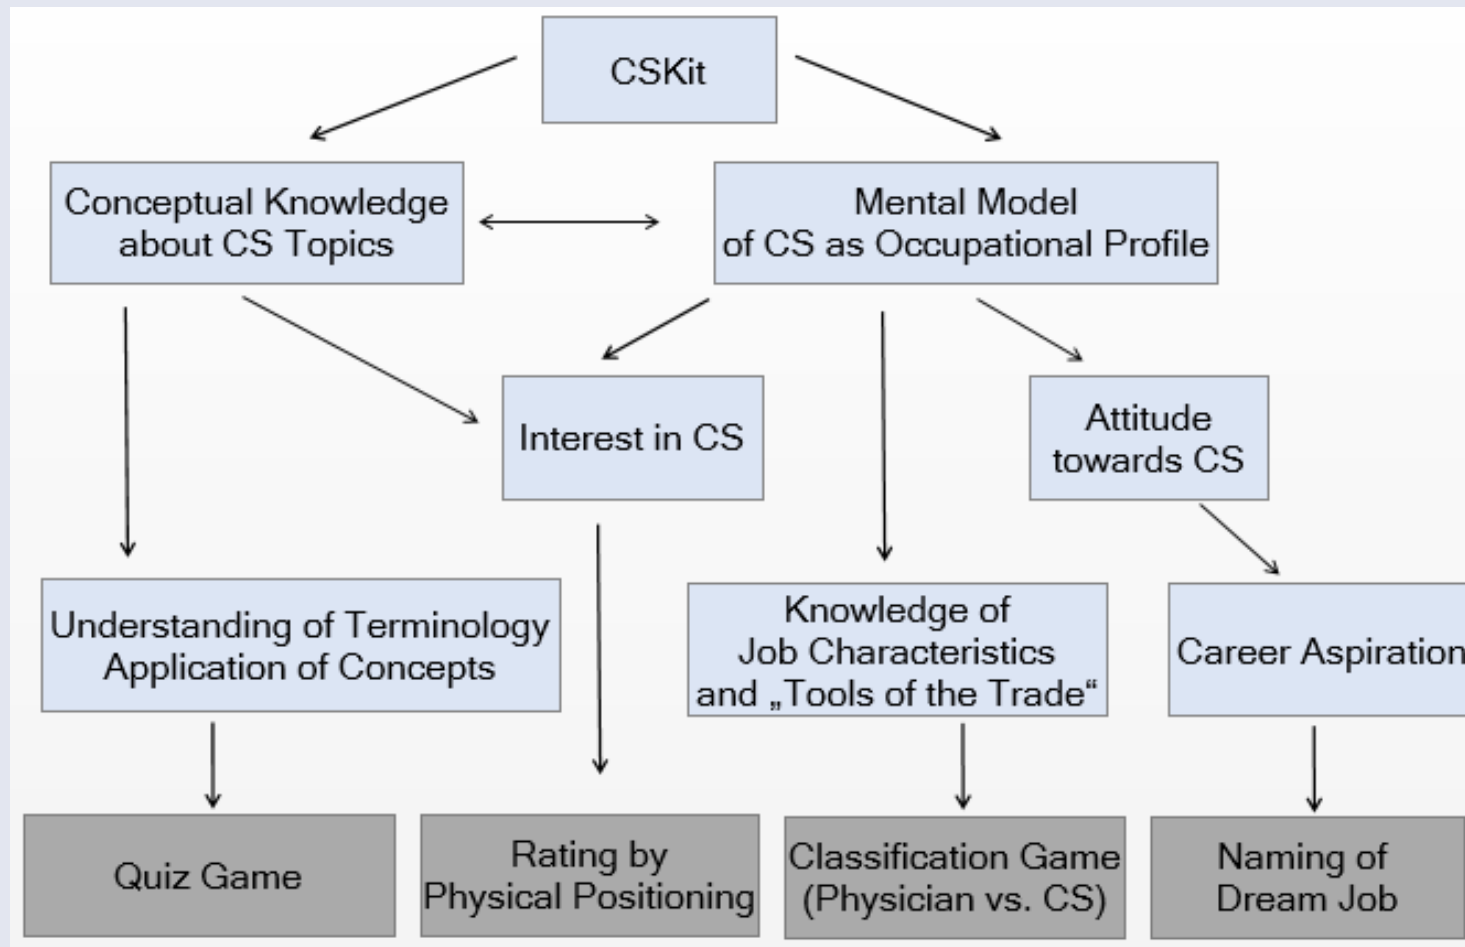 CSKit
Conceptual Knowledge
about CS Topics
Mental Model
of CS as Occupational Profile
Interest in CS
Attitude
towards CS
Understanding of Terminology
Application of Concepts
Knowledge of
Job Characteristics
and „Tools of the Trade“
Career Aspiration
Quiz Game
Rating by
Physical Positioning
Classification Game
(Physician vs. CS)
Naming of
Dream Job